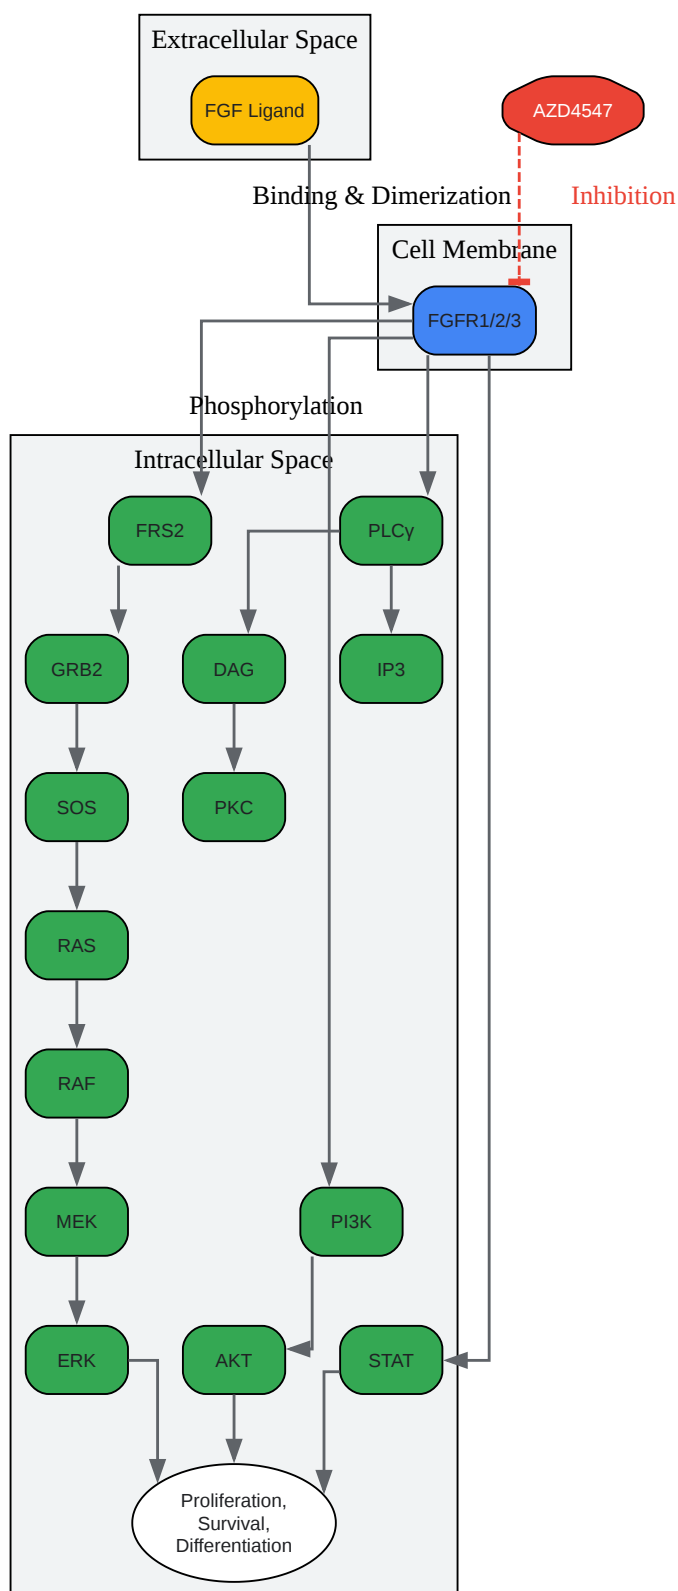 Extracellular Space
FGF Ligand
AZD4547
Binding & Dimerization
Inhibition
Cell Membrane
FGFR1/2/3
Phosphorylation
Intracellular Space
FRS2
PLCγ
GRB2
DAG
IP3
SOS
PKC
RAS
RAF
MEK
PI3K
ERK
AKT
STAT
Proliferation,
Survival,
Differentiation